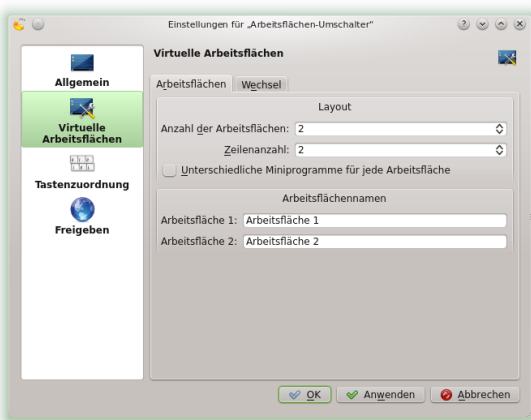 Einstellungen für „Arbeitsflächen-Umschalter"
Allgemein
Virtuelle
Arbeitsflächen
Tastenzuordnung
Freigeben
Virtuelle Arbeitsflächen
Arbeitsflächen
Wechsel
Layout
Anzahl der Arbeitsflächen: 2
Zeilenanzahl: 2
Unterschiedliche Miniprogramme für jede Arbeitsfläche
Arbeitsflächennamen
Arbeitsfläche 1: Arbeitsfläche 1
Arbeitsfläche 2: Arbeitsfläche 2
OK
Anwenden
Abbrechen